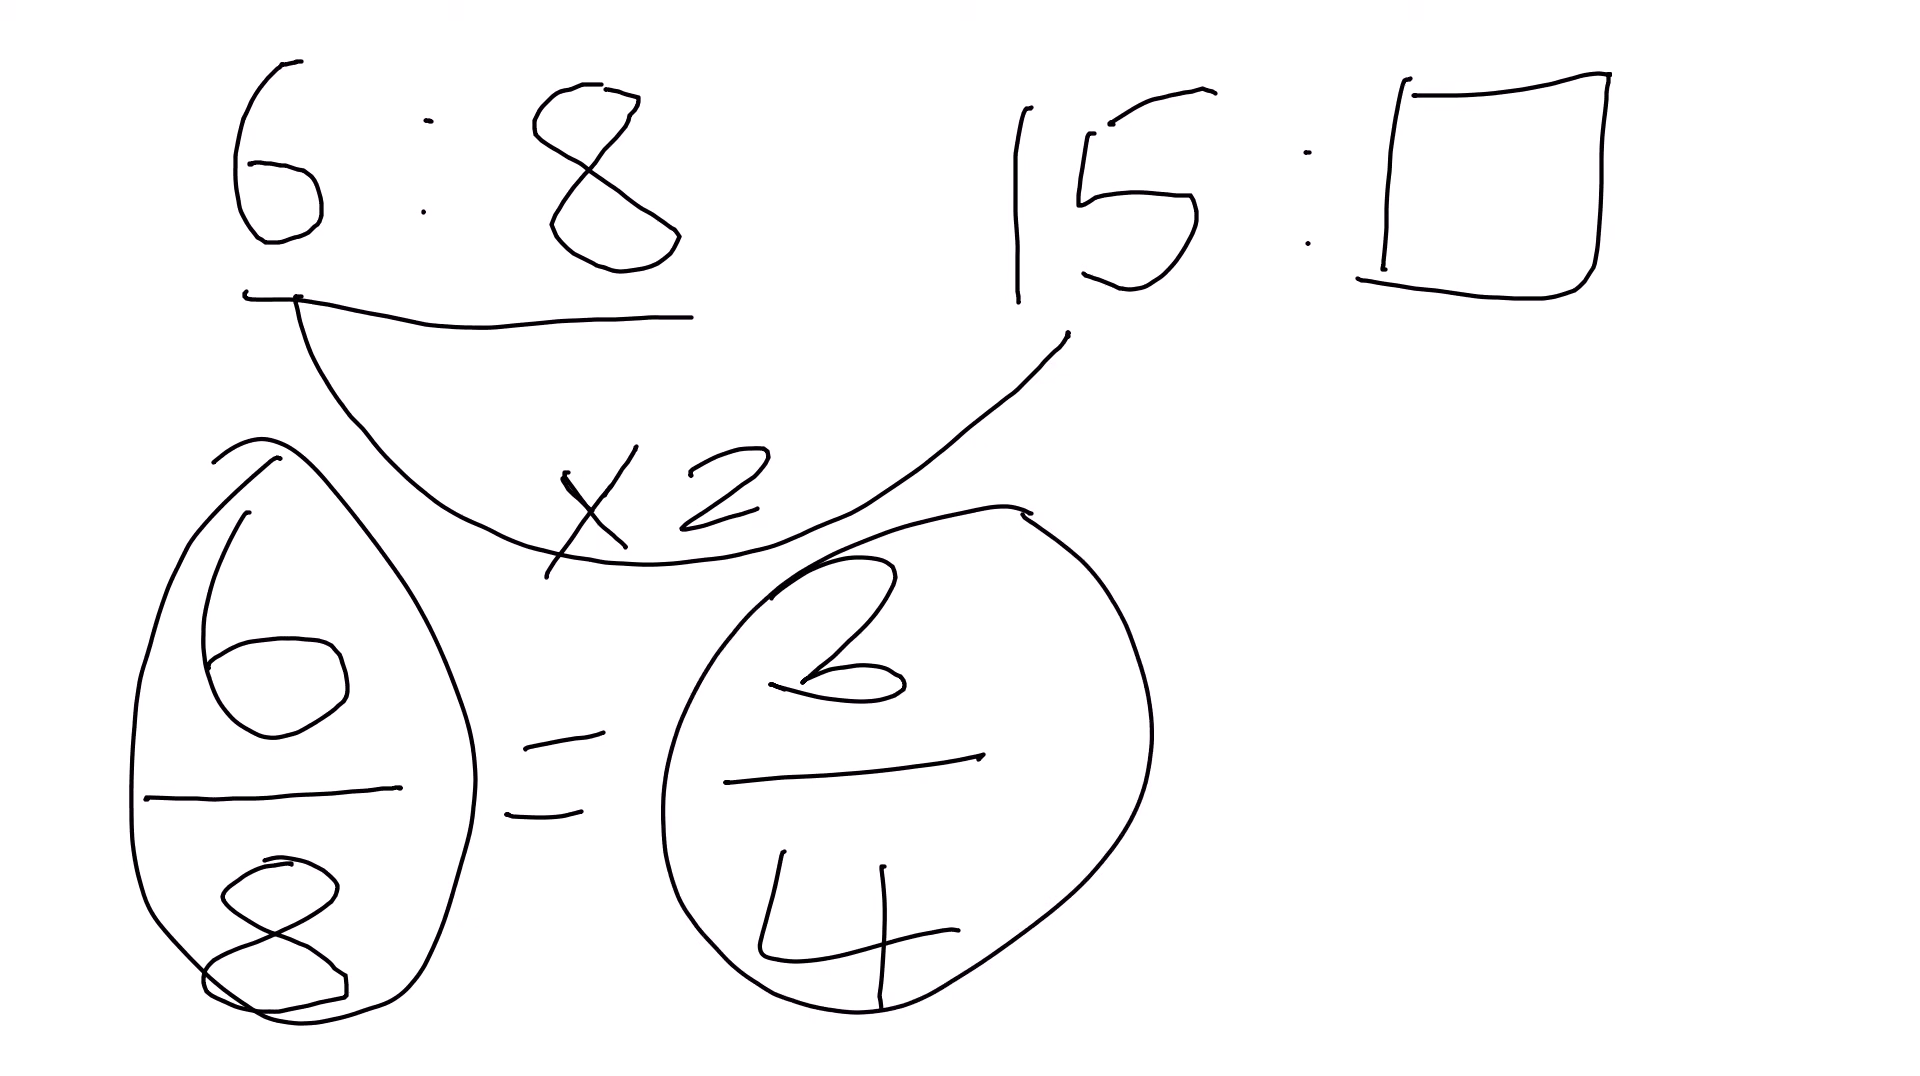 6 : 8 15 : □
×2
6/8 = 3/4